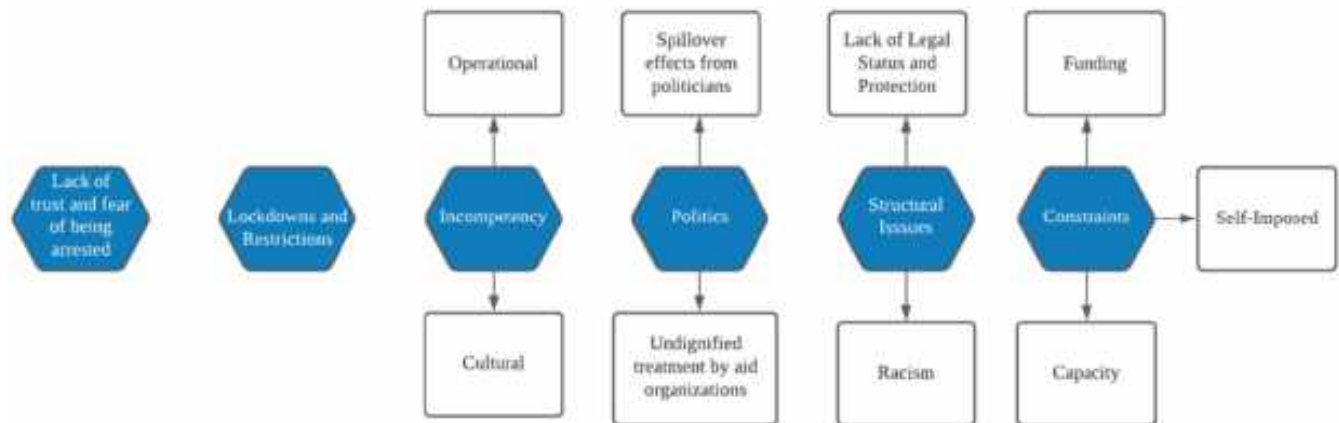 Operational
Spillover
effects from
politicians
Lack of Legal
Status and
Protection
Funding
Lack of
trust and fear
of being
arrested
Lockdowns and
Restrictions
Incompetency
Politics
Structural
Isssues
Constraints
Self-Imposed
Cultural
Undignified
treatment by aid
organizations
Racism
Capacity